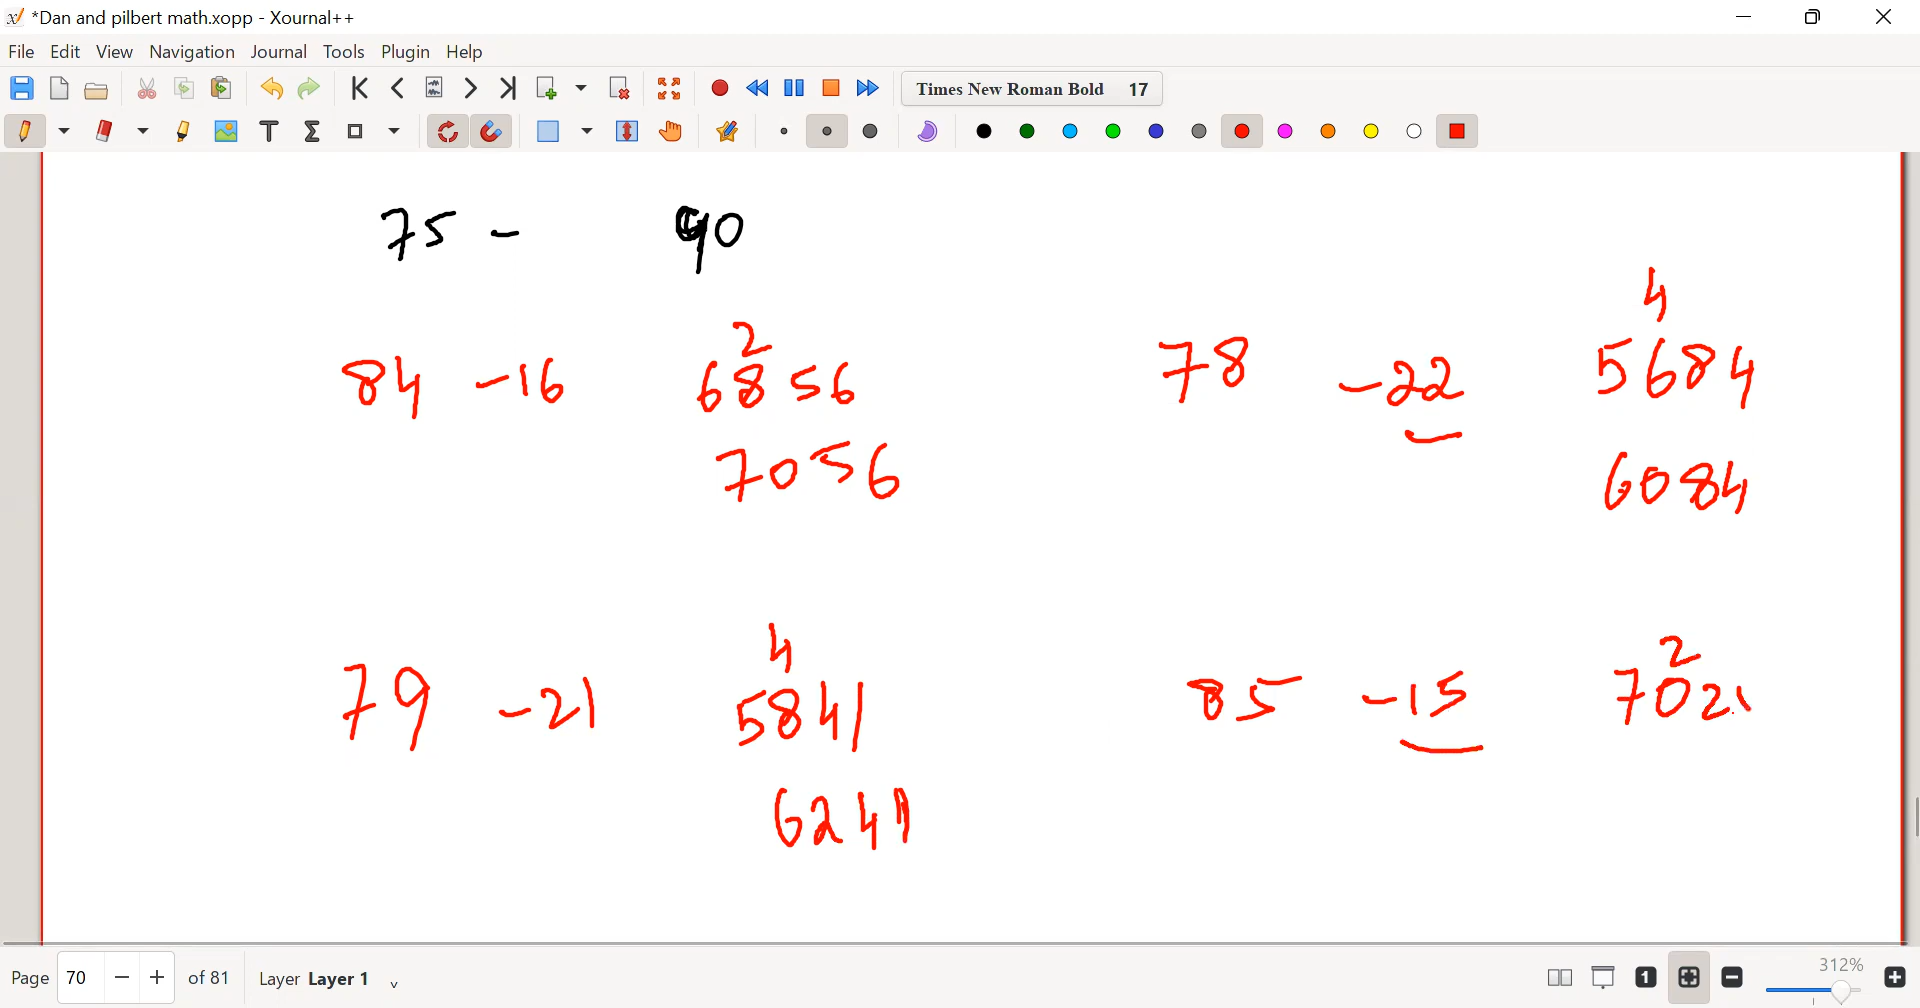 *Dan and pilbert math.xopp - Xournal++
File Edit View Navigation Journal Tools Plugin Help
Times New Roman Bold 17
75 - 90
84 -16 2
6856
7056
78 -22 4
5684
6084
79 -21 4
5841
6241
85 -15 2
702
Page 70 of 81 Layer Layer 1 1 312%